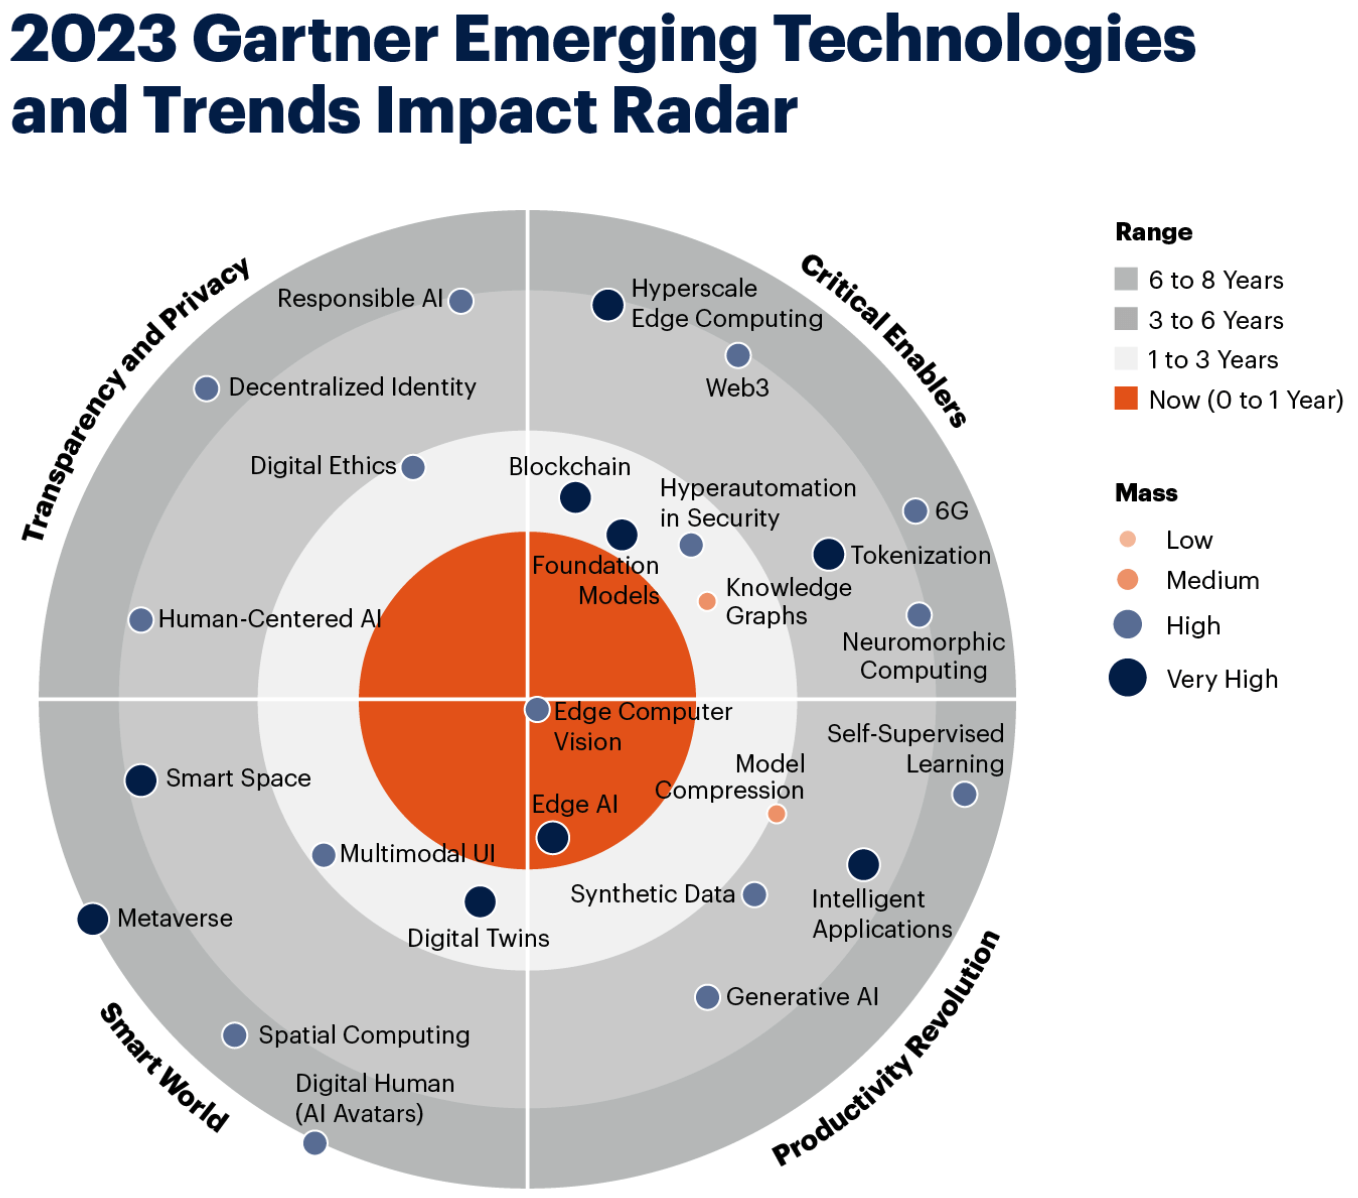 2023 Gartner Emerging Technologies
and Trends Impact Radar
Transparency and Privacy
Critical Enablers
Smart World
Productivity Revolution
Responsible AI
Decentralized Identity
Digital Ethics
Human-Centered AI
Hyperscale
Edge Computing
Web3
Blockchain
Hyperautomation
in Security
6G
Tokenization
Foundation
Models
Knowledge
Graphs
Neuromorphic
Computing
Edge Computer
Vision
Self-Supervised
Learning
Model
Compression
Edge AI
Smart Space
Multimodal UI
Synthetic Data
Intelligent
Applications
Metaverse
Digital Twins
Generative AI
Spatial Computing
Digital Human
(AI Avatars)
Range
6 to 8 Years
3 to 6 Years
1 to 3 Years
Now (0 to 1 Year)
Mass
Low
Medium
High
Very High